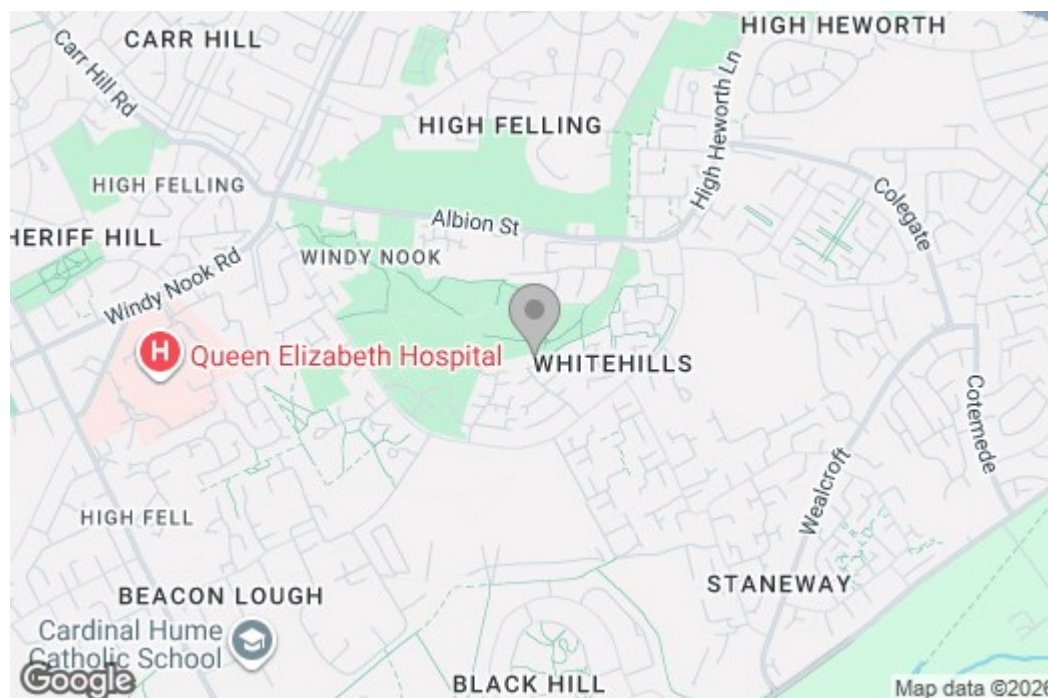 CARR HILL
HIGH HEWORTH
Carr Hill Rd
HIGH FELLING
High Heworth Ln
HIGH FELLING
Colegate
Albion St
HERIFF HILL
WINDY NOOK
Windy Nook Rd
H
Queen Elizabeth Hospital
WHITEHILLS
Cotemede
Wealcroft
HIGH FELL
STANEWAY
BEACON LOUGH
Cardinal Hume
Catholic School
BLACK HILL
Google
Map data ©2026